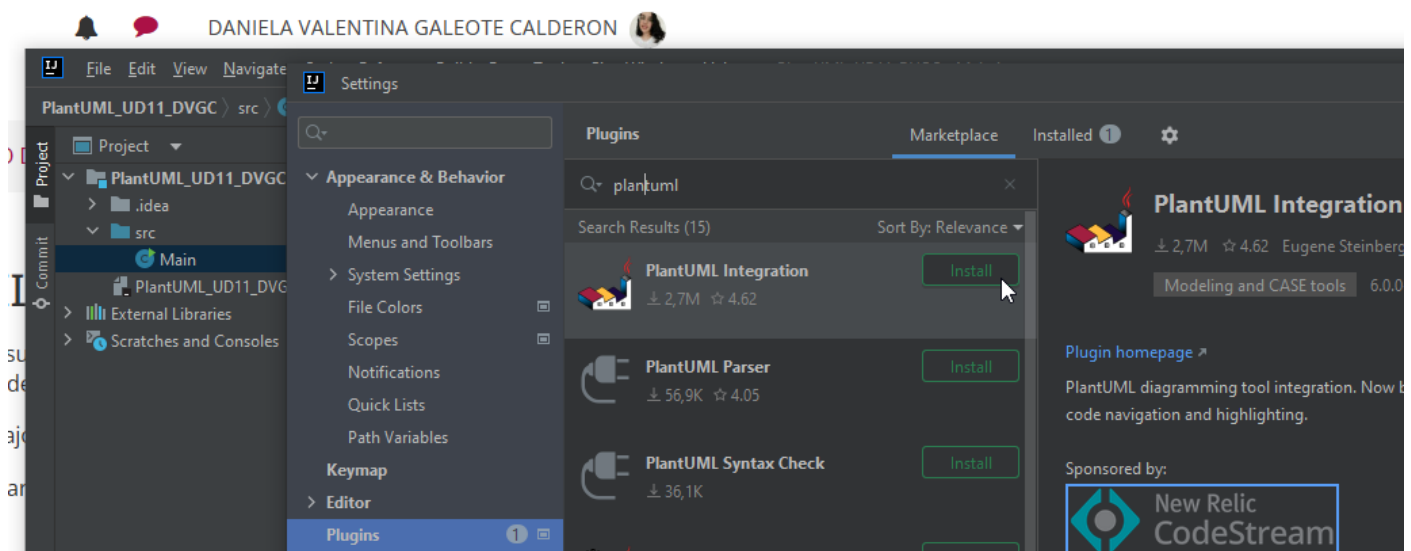 DANIELA VALENTINA GALEOTE CALDERON
File Edit View Navigate
Settings
PlantUML_UD11_DVGC src
Project
Project
Commit
PlantUML_UD11_DVGC
.idea
src
Main
PlantUML_UD11_DVG
External Libraries
Scratches and Consoles
Appearance & Behavior
Appearance
Menus and Toolbars
System Settings
File Colors
Scopes
Notifications
Quick Lists
Path Variables
Keymap
Editor
Plugins 1
Plugins
Marketplace
Installed 1
plantuml
Search Results (15)
Sort By: Relevance
PlantUML Integration
2,7M 4.62
Install
PlantUML Parser
56,9K 4.05
Install
PlantUML Syntax Check
36,1K
Install
PlantUML Integration
2,7M 4.62 Eugene Steinberg
Modeling and CASE tools 6.0.0
Plugin homepage
PlantUML diagramming tool integration. Now b
code navigation and highlighting.
Sponsored by:
New Relic
CodeStream